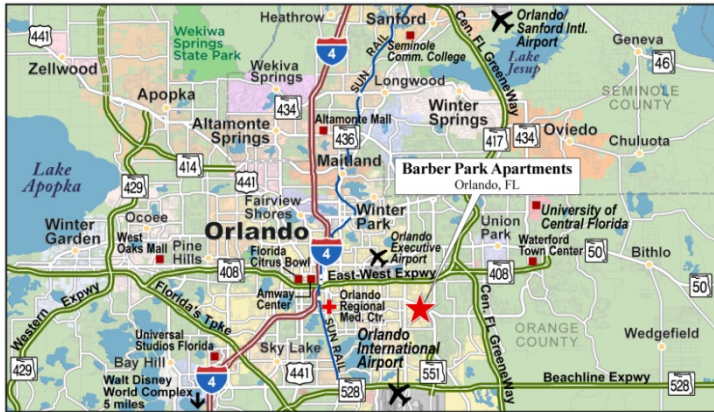 Heathrow
Sanford
Orlando
Sanford Intl.
Airport
441
Wekiwa
Springs
State Park
4
SUN RAIL
Seminole
Comm. College
Cen. FL GreeneWay
Lake
Jesup
Geneva
46
Zellwood
Wekiva
Springs
Longwood
SEMINOLE
COUNTY
Apopka
434
Winter
Springs
Altamonte
Springs
Altamonte Mall
436
417
434
Oviedo
Chuluota
414
441
Maitland
Barber Park Apartments
Orlando, FL
Lake
Apopka
429
Fairview
Shores
Winter
Park
University of
Central Florida
Ocoee
Winter
Garden
West
Oaks Mall
Pine
Hills
Orlando
4
Orlando
Executive
Airport
Union
Park
Waterford
Town Center
50
Bithlo
408
Florida
Citrus Bowl
East-West Expwy
408
50
Western Expwy
Florida's Tpke
Amway
Center
Orlando
Regional
Med. Ctr.
Cen. FL GreeneWay
ORANGE
COUNTY
Universal
Studios Florida
Sky Lake
SUN RAIL
Orlando
International
Airport
Wedgefield
429
Bay Hill
441
551
429
Walt Disney
World Complex
5 miles
4
528
528
Beachline Expwy